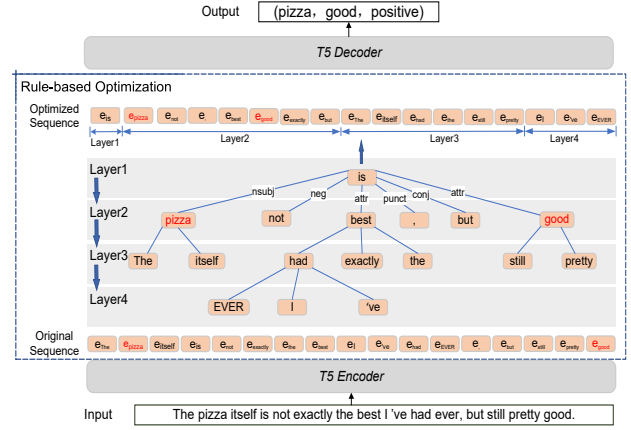 Output (pizza, good, positive)
T5 Decoder
Rule-based Optimization
Optimized Sequence
e_is e_pizza e_not e_, e_best e_good e_exactly e_but e_The e_itself e_had e_the e_still e_pretty e_I e_'ve e_EVER
Layer1 Layer2 Layer3 Layer4
Layer1 is
nsubj neg attr punct conj attr
Layer2 pizza not best , but good
Layer3 The itself had exactly the still pretty
Layer4 EVER I 've
Original Sequence
e_The e_pizza e_itself e_is e_not e_exactly e_the e_best e_I e_'ve e_had e_EVER e_, e_but e_still e_pretty e_good
T5 Encoder
Input The pizza itself is not exactly the best I 've had ever, but still pretty good.